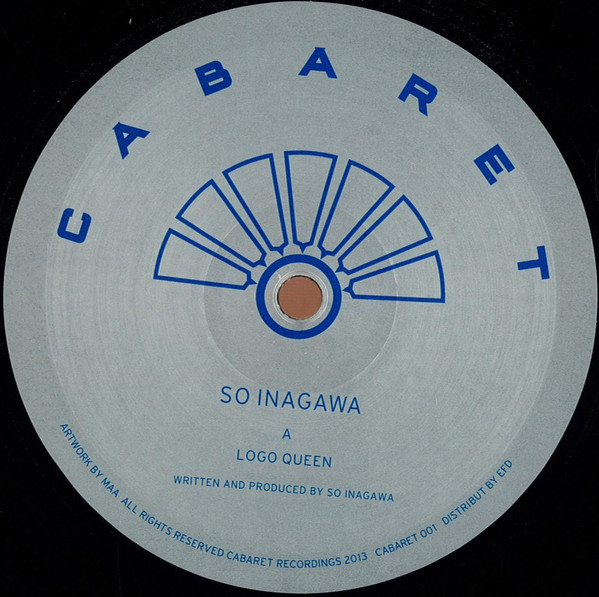 CABARET
SO INAGAWA
A
LOGO QUEEN
WRITTEN AND PRODUCED BY SO INAGAWA
ARTWORK BY MAA ALL RIGHTS RESERVED CABARET RECORDINGS 2013 CABARET 001 DISTRIBUT BY EFD